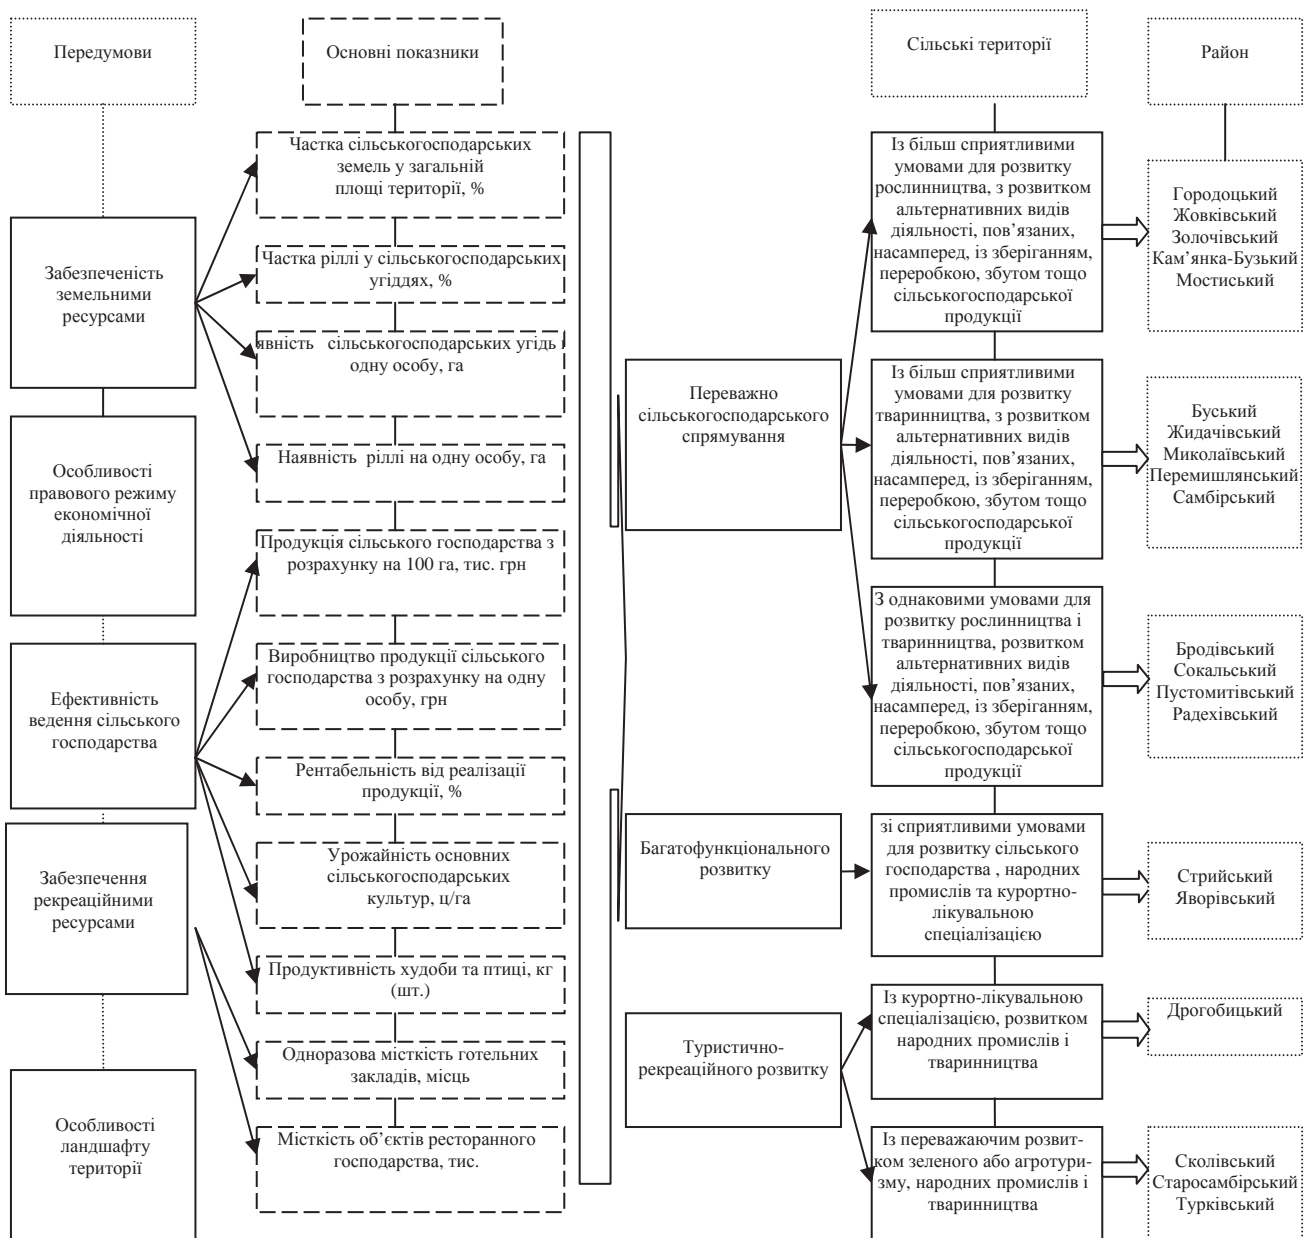 Передумови
Основні показники
Сільські території
Район
Забезпеченість
земельними
ресурсами
Особливості
правового режиму
економічної
діяльності
Ефективність
ведення сільського
господарства
Забезпечення
рекреаційними
ресурсами
Особливості
ландшафту
території
Частка сільськогосподарських
земель у загальній
площі території, %
Частка ріллі у сільськогосподарських
угіддях, %
явність сільськогосподарських угідь
одну особу, га
Наявність ріллі на одну особу, га
Продукція сільського господарства з
розрахунку на 100 га, тис. грн
Виробництво продукції сільського
господарства з розрахунку на одну
особу, грн
Рентабельність від реалізації
продукції, %
Урожайність основних
сільськогосподарських
культур, ц/га
Продуктивність худоби та птиці, кг
(шт.)
Одноразова місткість готельних
закладів, місць
Місткість об’єктів ресторанного
господарства, тис.
Переважно
сільськогосподарського
спрямування
Багатофункціонального
розвитку
Туристично-
рекреаційного розвитку
Із більш сприятливими
умовами для розвитку
рослинництва, з розвитком
альтернативних видів
діяльності, пов’язаних,
насамперед, із зберіганням,
переробкою, збутом тощо
сільськогосподарської
продукції
Із більш сприятливими
умовами для розвитку
тваринництва, з розвитком
альтернативних видів
діяльності, пов’язаних,
насамперед, із зберіганням,
переробкою, збутом тощо
сільськогосподарської
продукції
З однаковими умовами для
розвитку рослинництва і
тваринництва, розвитком
альтернативних видів
діяльності, пов’язаних,
насамперед, із зберіганням,
переробкою, збутом тощо
сільськогосподарської
продукції
зі сприятливими умовами
для розвитку сільського
господарства , народних
промислів та курортно-
лікувальною
спеціалізацією
Із курортно-лікувальною
спеціалізацією, розвитком
народних промислів і
тваринництва
Із переважаючим розвит-
ком зеленого або агротури-
зму, народних промислів і
тваринництва
Городоцький
Жовківський
Золочівський
Кам’янка-Бузький
Мостиський
Буський
Жидачівський
Миколаївський
Перемишлянський
Самбірський
Бродівський
Сокальський
Пустомитівський
Радехівський
Стрийський
Яворівський
Дрогобицький
Сколівський
Старосамбірський
Турківський